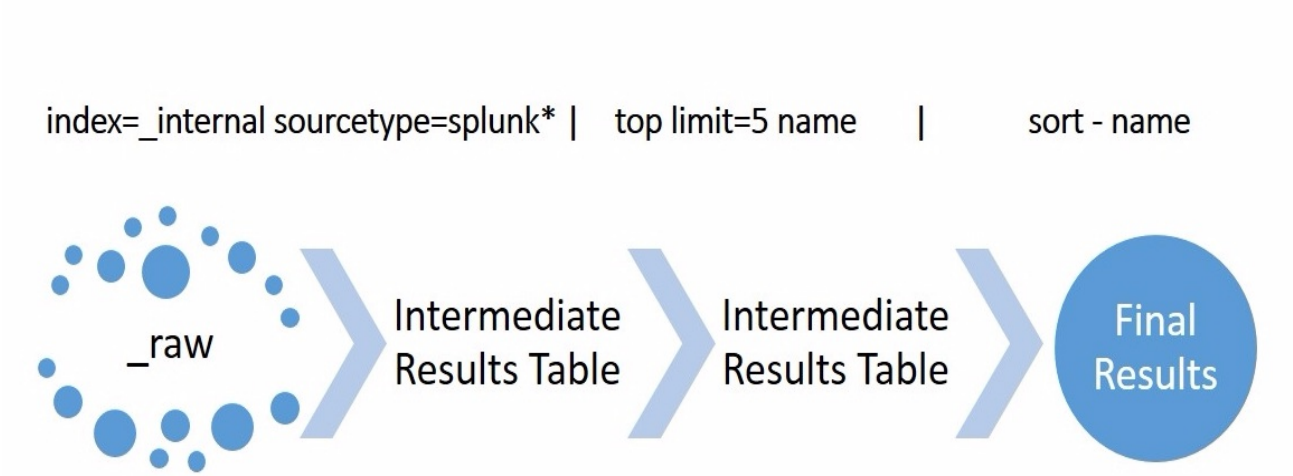 index=_internal sourcetype=splunk* | top limit=5 name | sort - name
_raw
Intermediate
Results Table
Intermediate
Results Table
Final
Results